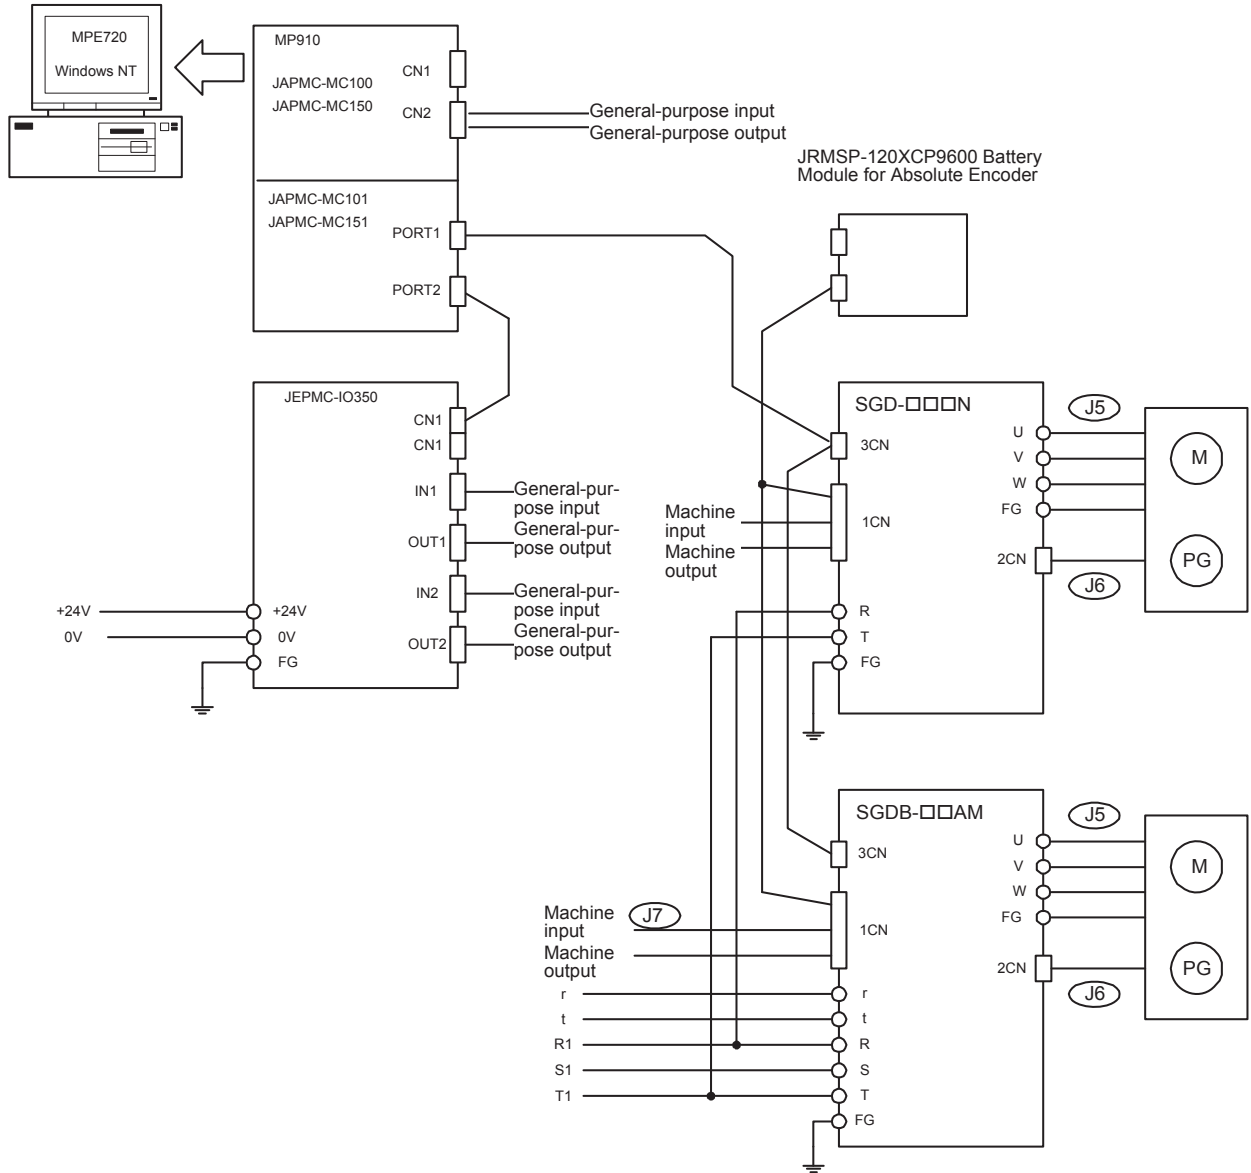 MPE720
Windows NT
MP910
JAPMC-MC100
JAPMC-MC150
CN1
CN2
General-purpose input
General-purpose output
JAPMC-MC101
JAPMC-MC151
PORT1
PORT2
JRMSP-120XCP9600 Battery
Module for Absolute Encoder
JEPMC-IO350
CN1
CN1
IN1
General-pur-
pose input
OUT1
General-pur-
pose output
IN2
General-pur-
pose input
OUT2
General-pur-
pose output
+24V
+24V
0V
0V
FG
SGD-□□□N
3CN
Machine
input
1CN
Machine
output
R
T
FG
U
V
W
FG
2CN
J5
J6
M
PG
SGDB-□□AM
3CN
Machine
input
J7
1CN
Machine
output
r
r
t
t
R1
R
S1
S
T1
T
FG
U
V
W
FG
2CN
J5
J6
M
PG